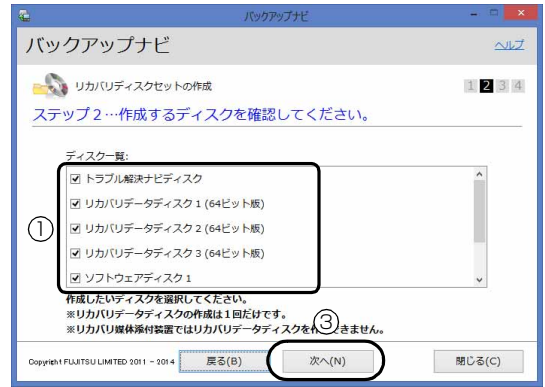 バックアップナビ
バックアップナビ
ヘルプ
リカバリディスクセットの作成
1 2 3 4
ステップ2…作成するディスクを確認してください。
ディスク一覧:
①
トラブル解決ナビディスク
リカバリデータディスク 1 (64ビット版)
リカバリデータディスク 2 (64ビット版)
リカバリデータディスク 3 (64ビット版)
ソフトウェアディスク 1
作成したいディスクを選択してください。
※リカバリデータディスクの作成は1回だけです。
※リカバリ媒体添付装置ではリカバリデータディスクを作 できません。
③
Copyright FUJITSU LIMITED 2011 - 2014
戻る(B)
次へ(N)
閉じる(C)